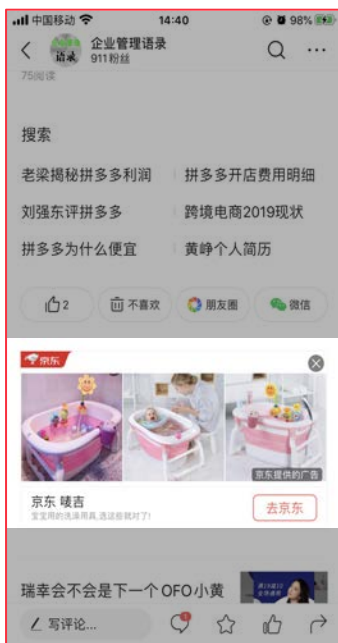 中国移动 14:40 98%
企业管理语录
911粉丝
语录
75阅读
搜索
老梁揭秘拼多多利润 拼多多开店费用明细
刘强东评拼多多 跨境电商2019现状
拼多多为什么便宜 黄峥个人简历
2 不喜欢 朋友圈 微信
京东
京东提供的广告
京东 唛吉
宝宝用的洗澡用具,选这些就对了!
去京东
瑞幸会不会是下一个OFO小黄
写评论...